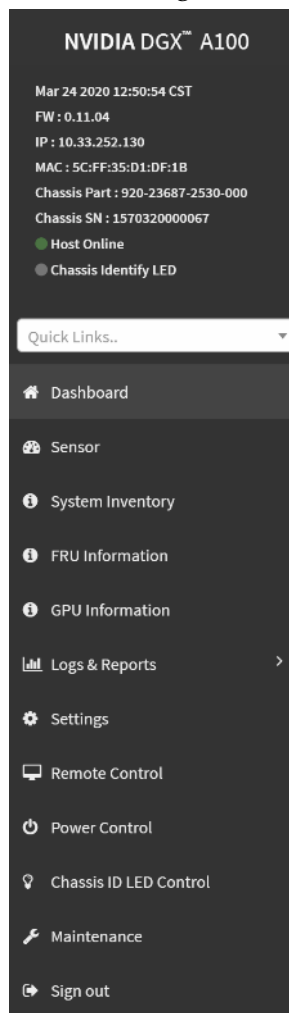 NVIDIA DGX™ A100
Mar 24 2020 12:50:54 CST
FW : 0.11.04
IP : 10.33.252.130
MAC : 5C:FF:35:D1:DF:1B
Chassis Part : 920-23687-2530-000
Chassis SN : 1570320000067
Host Online
Chassis Identify LED
Quick Links..
Dashboard
Sensor
System Inventory
FRU Information
GPU Information
Logs & Reports
Settings
Remote Control
Power Control
Chassis ID LED Control
Maintenance
Sign out